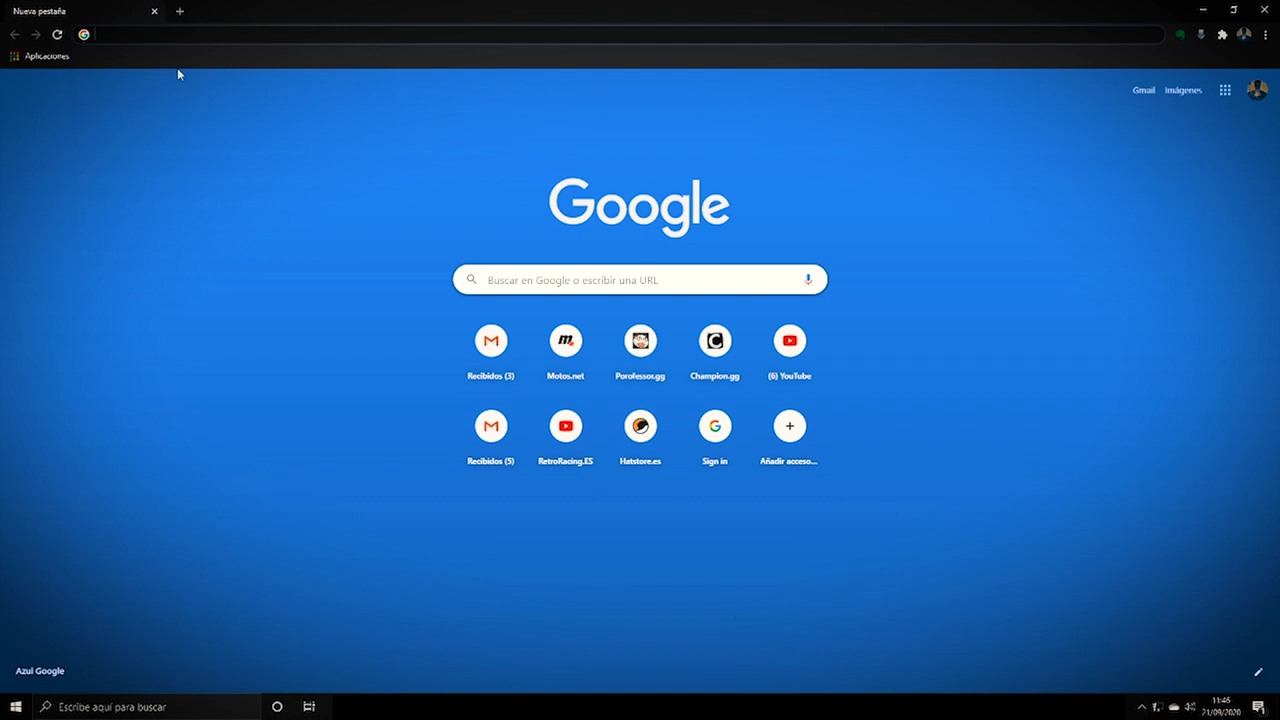 Nueva pestaña
Aplicaciones
Gmail Imágenes
Google
Buscar en Google o escribir una URL
Recibidos (3) Motos.net Porofessor.gg Champion.gg (6) YouTube
Recibidos (5) RetroRacing.ES Hatstore.es Sign in Añadir acceso...
Azul Google
Escribe aquí para buscar
11:46
21/09/2020